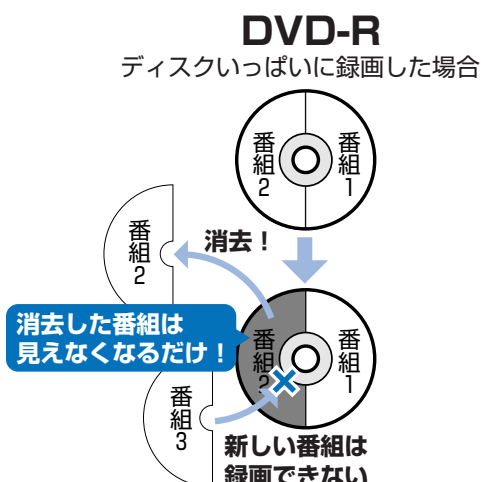 DVD-R
ディスクいっぱいに録画した場合
番組2
番組1
番組2
消去！
消去した番組は
見えなくなるだけ！
番組2
番組1
番組3
新しい番組は
録画できない